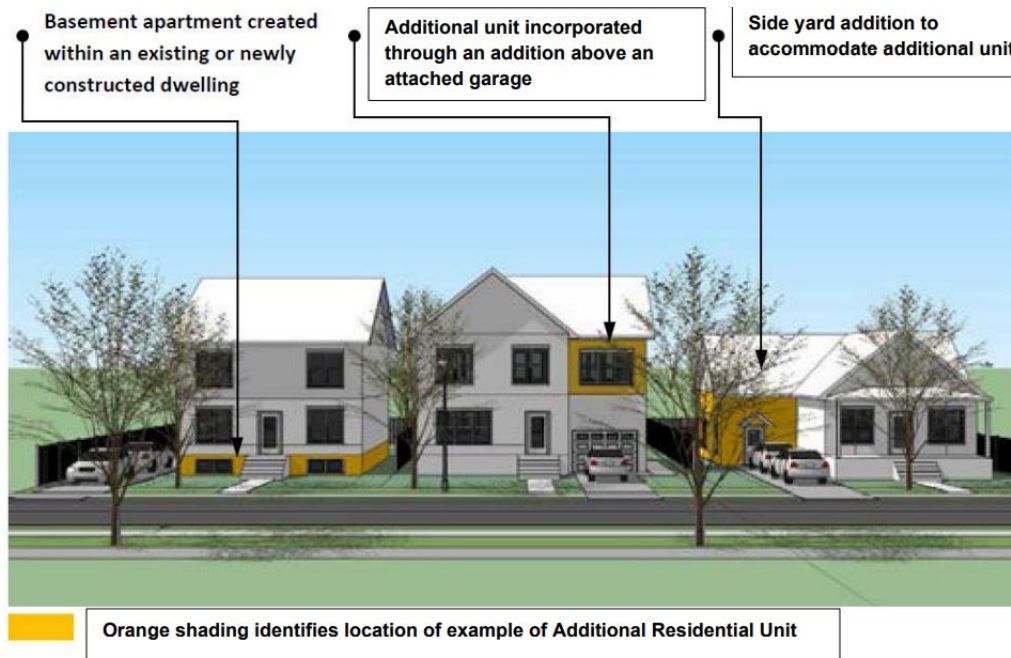 Basement apartment created
within an existing or newly
constructed dwelling
Additional unit incorporated
through an addition above an
attached garage
Side yard addition to
accommodate additional unit
Orange shading identifies location of example of Additional Residential Unit